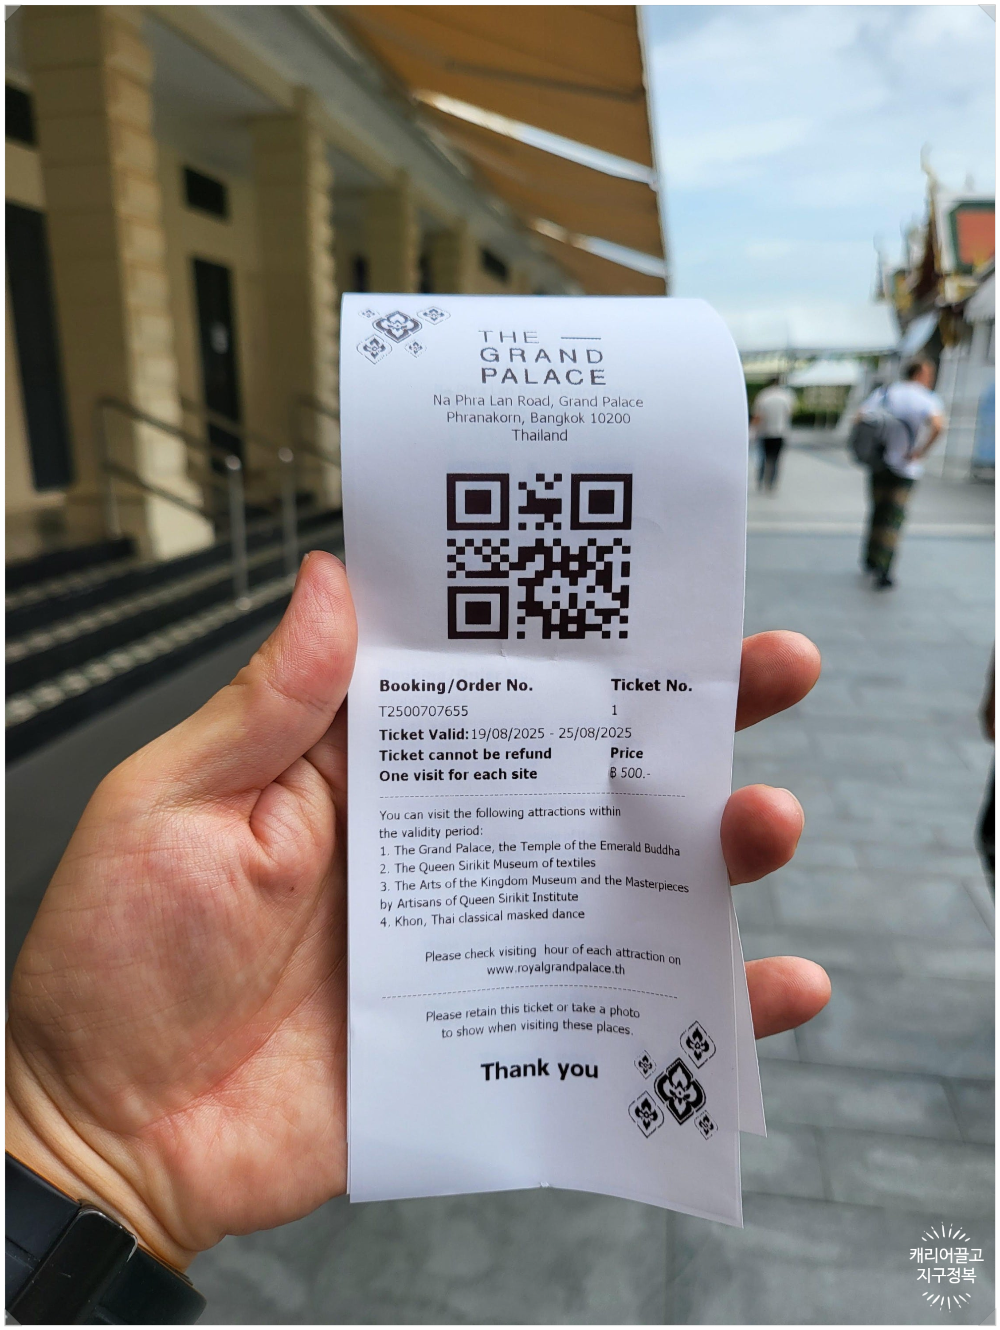 THE
GRAND
PALACE
Na Phra Lan Road, Grand Palace
Phranakorn, Bangkok 10200
Thailand
Booking/Order No. Ticket No.
T2500707655 1
Ticket Valid: 19/08/2025 - 25/08/2025
Ticket cannot be refund Price
One visit for each site ฿ 500.-
You can visit the following attractions within
the validity period:
1. The Grand Palace, the Temple of the Emerald Buddha
2. The Queen Sirikit Museum of textiles
3. The Arts of the Kingdom Museum and the Masterpieces
by Artisans of Queen Sirikit Institute
4. Khon, Thai classical masked dance
Please check visiting hour of each attraction on
www.royalgrandpalace.th
Please retain this ticket or take a photo
to show when visiting these places.
Thank you
캐리어끌고
지구정복